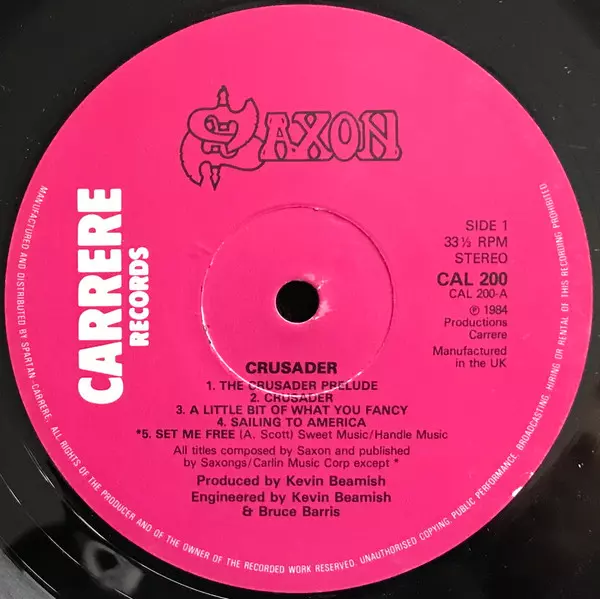 SAXON
CARRERE
RECORDS
SIDE 1
33 ⅓ RPM
STEREO
CAL 200
CAL 200-A
℗ 1984
Productions
Carrere
Manufactured
in the UK
CRUSADER
1. THE CRUSADER PRELUDE
2. CRUSADER
3. A LITTLE BIT OF WHAT YOU FANCY
4. SAILING TO AMERICA
*5. SET ME FREE (A. Scott) Sweet Music/Handle Music
All titles composed by Saxon and published
by Saxongs/Carlin Music Corp except *
Produced by Kevin Beamish
Engineered by Kevin Beamish
& Bruce Barris
MANUFACTURED AND DISTRIBUTED BY SPARTAN-CARRERE. ALL RIGHTS OF THE PRODUCER AND OF THE OWNER OF THE RECORDED WORK RESERVED. UNAUTHORISED COPYING, PUBLIC PERFORMANCE, BROADCASTING, HIRING OR RENTAL OF THIS RECORDING PROHIBITED.